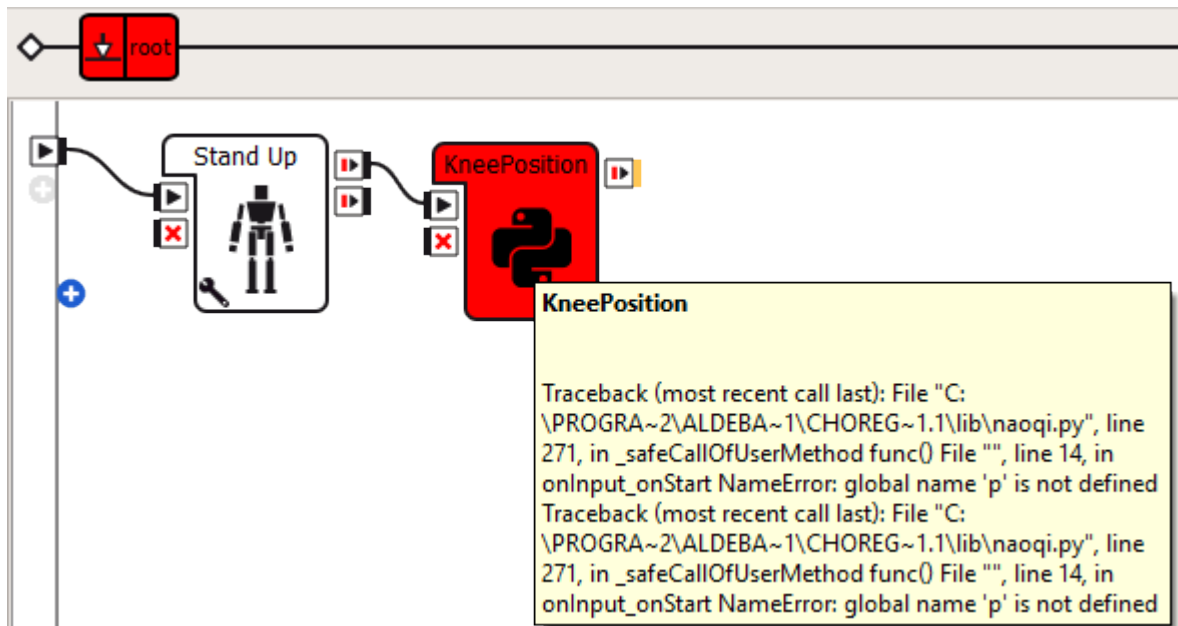 root
Stand Up
KneePosition
KneePosition
Traceback (most recent call last): File "C:
\PROGRA~2\ALDEBA~1\CHOREG~1.1\lib\naoqi.py", line
271, in _safeCallOfUserMethod func() File "", line 14, in
onInput_onStart NameError: global name 'p' is not defined
Traceback (most recent call last): File "C:
\PROGRA~2\ALDEBA~1\CHOREG~1.1\lib\naoqi.py", line
271, in _safeCallOfUserMethod func() File "", line 14, in
onInput_onStart NameError: global name 'p' is not defined